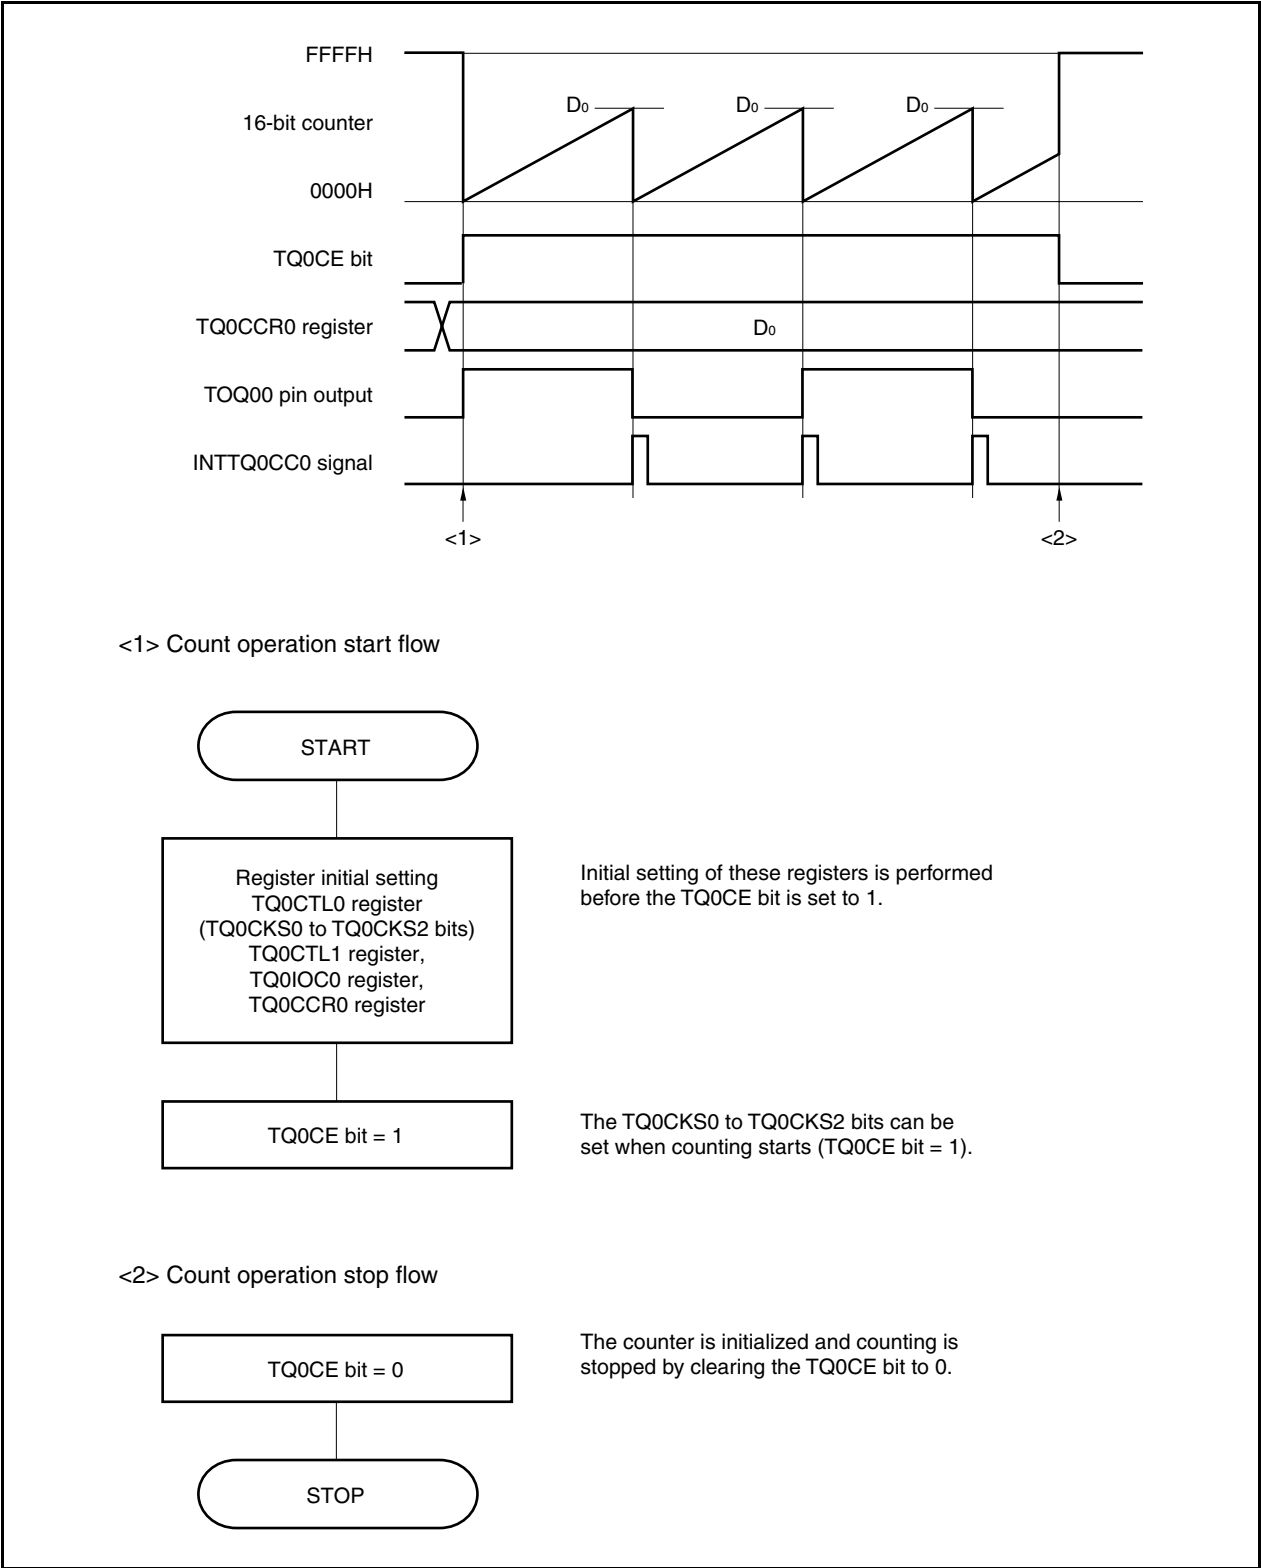 FFFFH
D0 D0 D0
16-bit counter
0000H
TQ0CE bit
TQ0CCR0 register D0
TOQ00 pin output
INTTQ0CC0 signal
<1> <2>
<1> Count operation start flow
START
Register initial setting
TQ0CTL0 register
(TQ0CKS0 to TQ0CKS2 bits)
TQ0CTL1 register,
TQ0IOC0 register,
TQ0CCR0 register
Initial setting of these registers is performed
before the TQ0CE bit is set to 1.
TQ0CE bit = 1
The TQ0CKS0 to TQ0CKS2 bits can be
set when counting starts (TQ0CE bit = 1).
<2> Count operation stop flow
TQ0CE bit = 0
The counter is initialized and counting is
stopped by clearing the TQ0CE bit to 0.
STOP